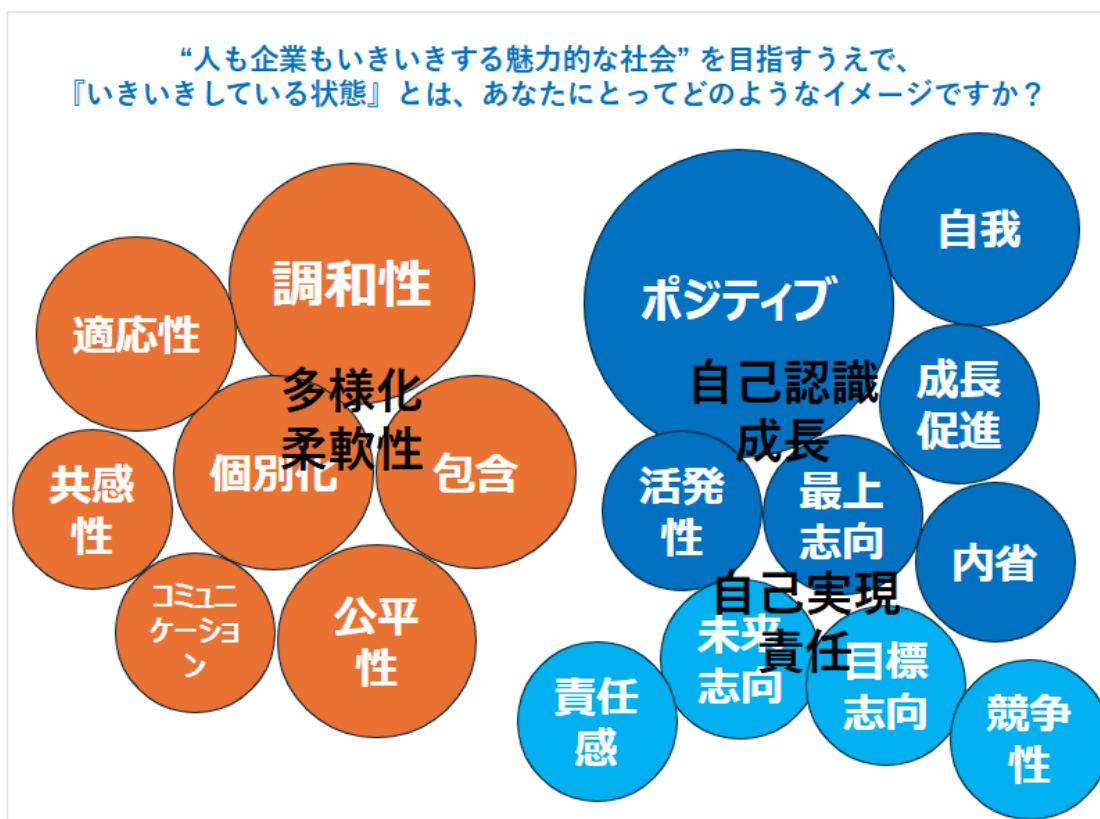 “人も企業もいきいきする魅力的な社会” を目指すうえで、
『いきいきしている状態』とは、あなたにとってどのようなイメージですか？
調和性
適応性
多様化
柔軟性
個別化
包含
共感
性
コミュニ
ケーショ
ン
公平
性
ポジティブ
自我
自己認識
成長
成長
促進
活発
性
最上
志向
内省
自己実現
責任
未来
志向
目標
志向
責任
感
競争
性